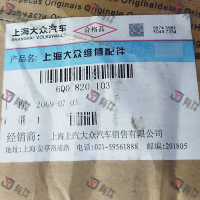 上海大众汽车
SHANGHAI VOLKSWAGEN
合格品
产品名: 上海大众维修配件
6Q0 820 103
2009-07-03
1
经销商: 上海上汽大众汽车销售有限公司
地址:上海安亭洛浦路 电话:021-59561888 邮编:201805